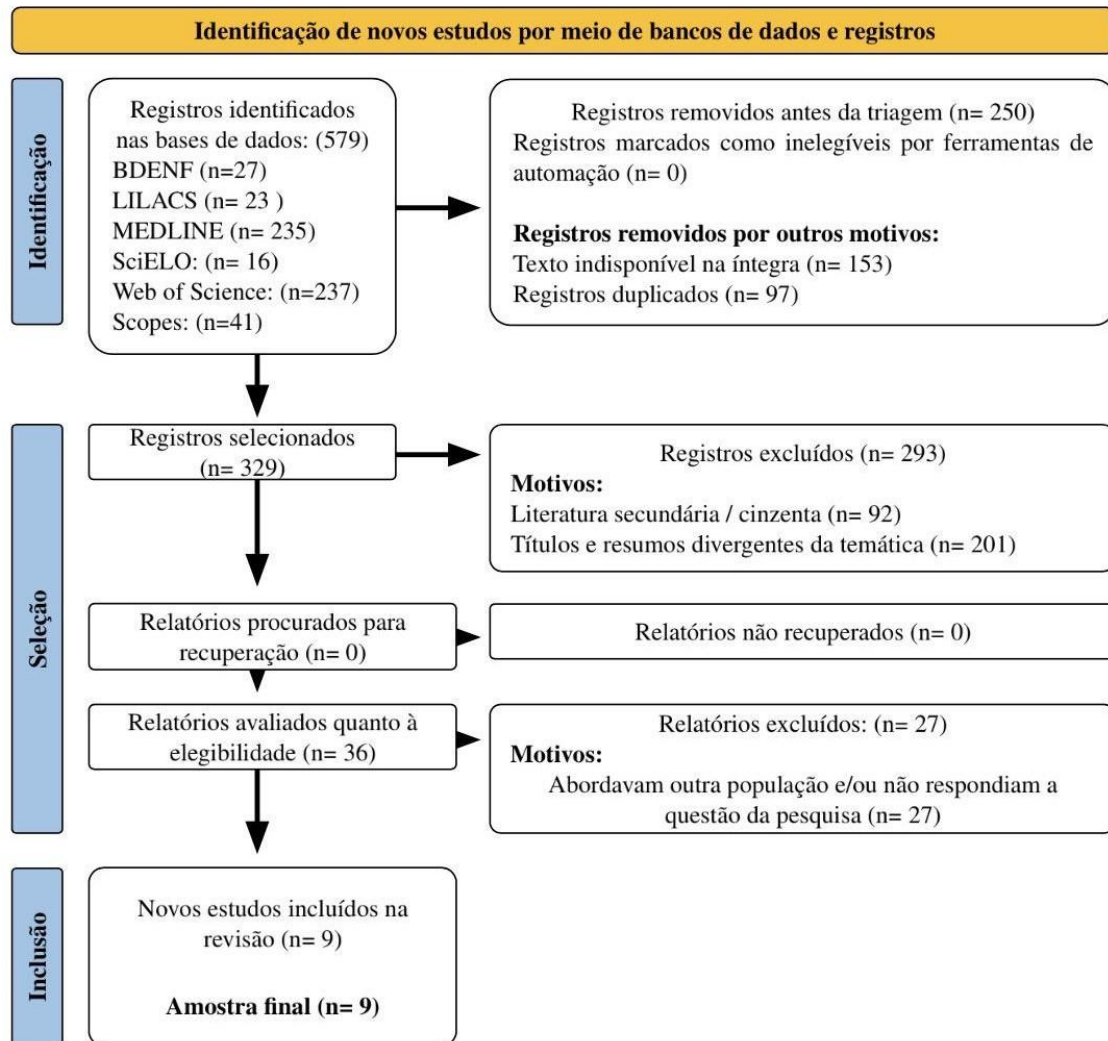 Identificação de novos estudos por meio de bancos de dados e registros
Identificação
Registros identificados
nas bases de dados: (579)
BDENF (n=27)
LILACS (n= 23 )
MEDLINE (n= 235)
SciELO: (n= 16)
Web of Science: (n=237)
Scopes: (n=41)
Registros removidos antes da triagem (n= 250)
Registros marcados como inelegíveis por ferramentas de
automação (n= 0)
Registros removidos por outros motivos:
Texto indisponível na íntegra (n= 153)
Registros duplicados (n= 97)
Seleção
Registros selecionados
(n= 329)
Registros excluídos (n= 293)
Motivos:
Literatura secundária / cinzenta (n= 92)
Títulos e resumos divergentes da temática (n= 201)
Relatórios procurados para
recuperação (n= 0)
Relatórios não recuperados (n= 0)
Relatórios avaliados quanto à
elegibilidade (n= 36)
Relatórios excluídos: (n= 27)
Motivos:
Abordavam outra população e/ou não respondiam a
questão da pesquisa (n= 27)
Inclusão
Novos estudos incluídos na
revisão (n= 9)
Amostra final (n= 9)